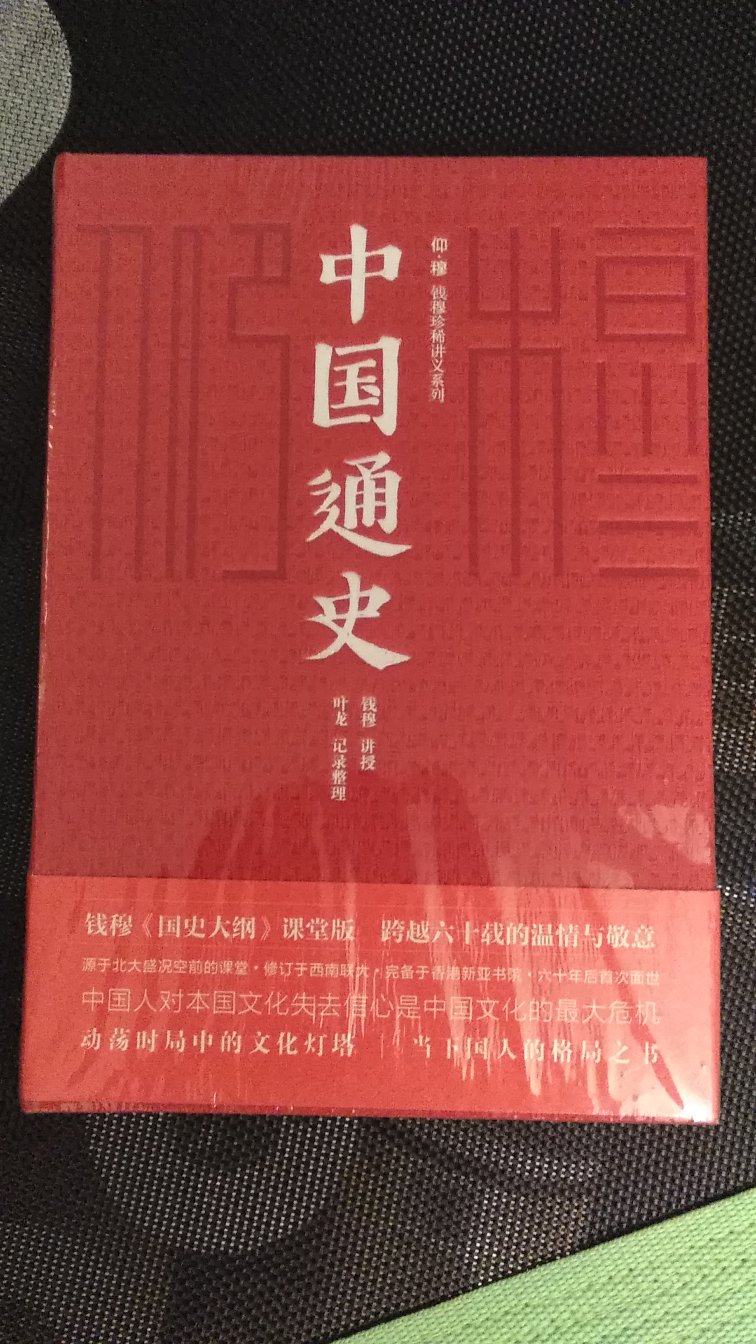 仰·穆 钱穆珍稀讲义系列
中国通史
钱穆 讲授
叶龙 记录整理
钱穆《国史大纲》课堂版 跨越六十载的温情与敬意
源于北大盛况空前的课堂·修订于西南联大·完备于香港新亚书院·六十年后首次面世
中国人对本国文化失去信心是中国文化的最大危机
动荡时局中的文化灯塔 当下国人的格局之书